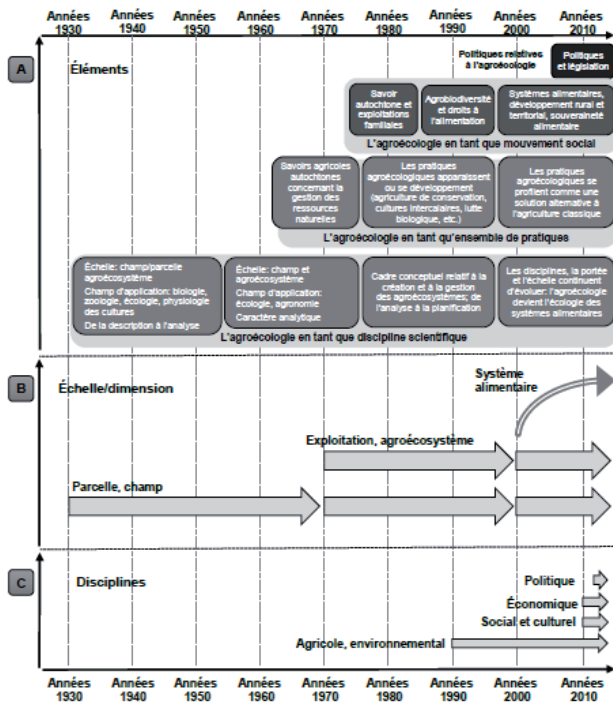 Années Années Années Années Années Années Années Années Années
1930 1940 1950 1960 1970 1980 1990 2000 2010
A
Éléments
Politiques relatives
à l'agroécologie
Politiques
et législation
Savoir
autochtone et
exploitations
familiales
Agrobiodiversité
et droits à
l'alimentation
Systèmes alimentaires,
développement rural et
territorial, souveraineté
alimentaire
L'agroécologie en tant que mouvement social
Savoirs agricoles
autochtones
concernant la
gestion des
ressources
naturelles
Les pratiques
agroécologiques apparaissent
ou se développement
(agriculture de conservation,
cultures intercalaires, lutte
biologique, etc.)
Les pratiques
agroécologiques se
profilent comme une
solution alternative à
l'agriculture classique
L'agroécologie en tant qu'ensemble de pratiques
Échelle: champ/parcelle
agroécosystème
Champ d'application: biologie,
zoologie, écologie, physiologie
des cultures
De la description à l'analyse
Échelle: champ et
agroécosystème
Champ d'application:
écologie, agronomie
Caractère analytique
Cadre conceptuel relatif à la
création et à la gestion
des agroécosystèmes; de
l'analyse à la planification
Les disciplines, la portée
et l'échelle continuent
d'évoluer: l'agroécologie
devient l'écologie des
systèmes alimentaires
L'agroécologie en tant que discipline scientifique
B
Échelle/dimension
Système
alimentaire
Exploitation, agroécosystème
Parcelle, champ
C
Disciplines
Politique
Économique
Social et culturel
Agricole, environnemental
Années Années Années Années Années Années Années Années Années
1930 1940 1950 1960 1970 1980 1990 2000 2010